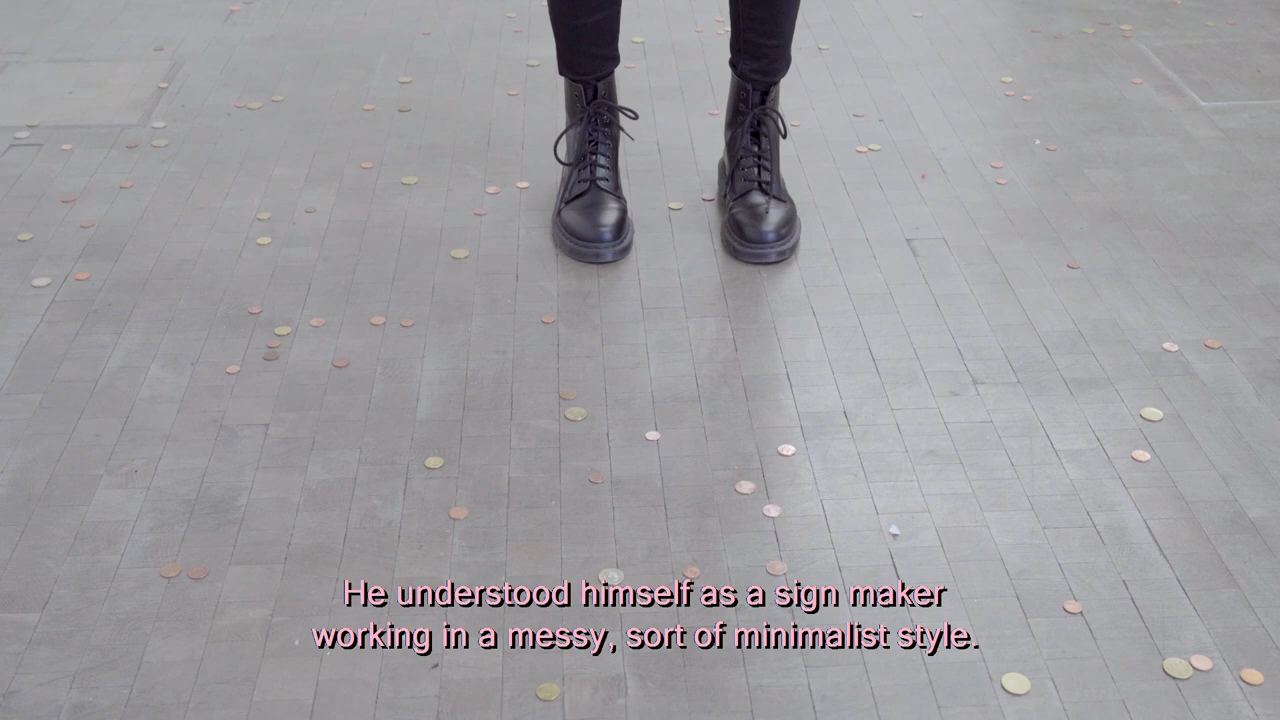 He understood himself as a sign maker
working in a messy, sort of minimalist style.